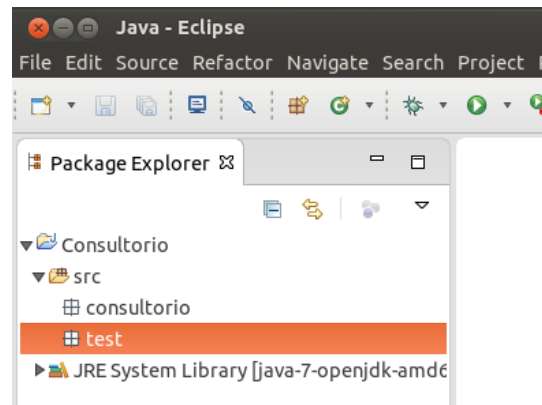 Java - Eclipse
File Edit Source Refactor Navigate Search Project
Package Explorer
Consultorio
src
consultorio
test
JRE System Library [java-7-openjdk-amd6